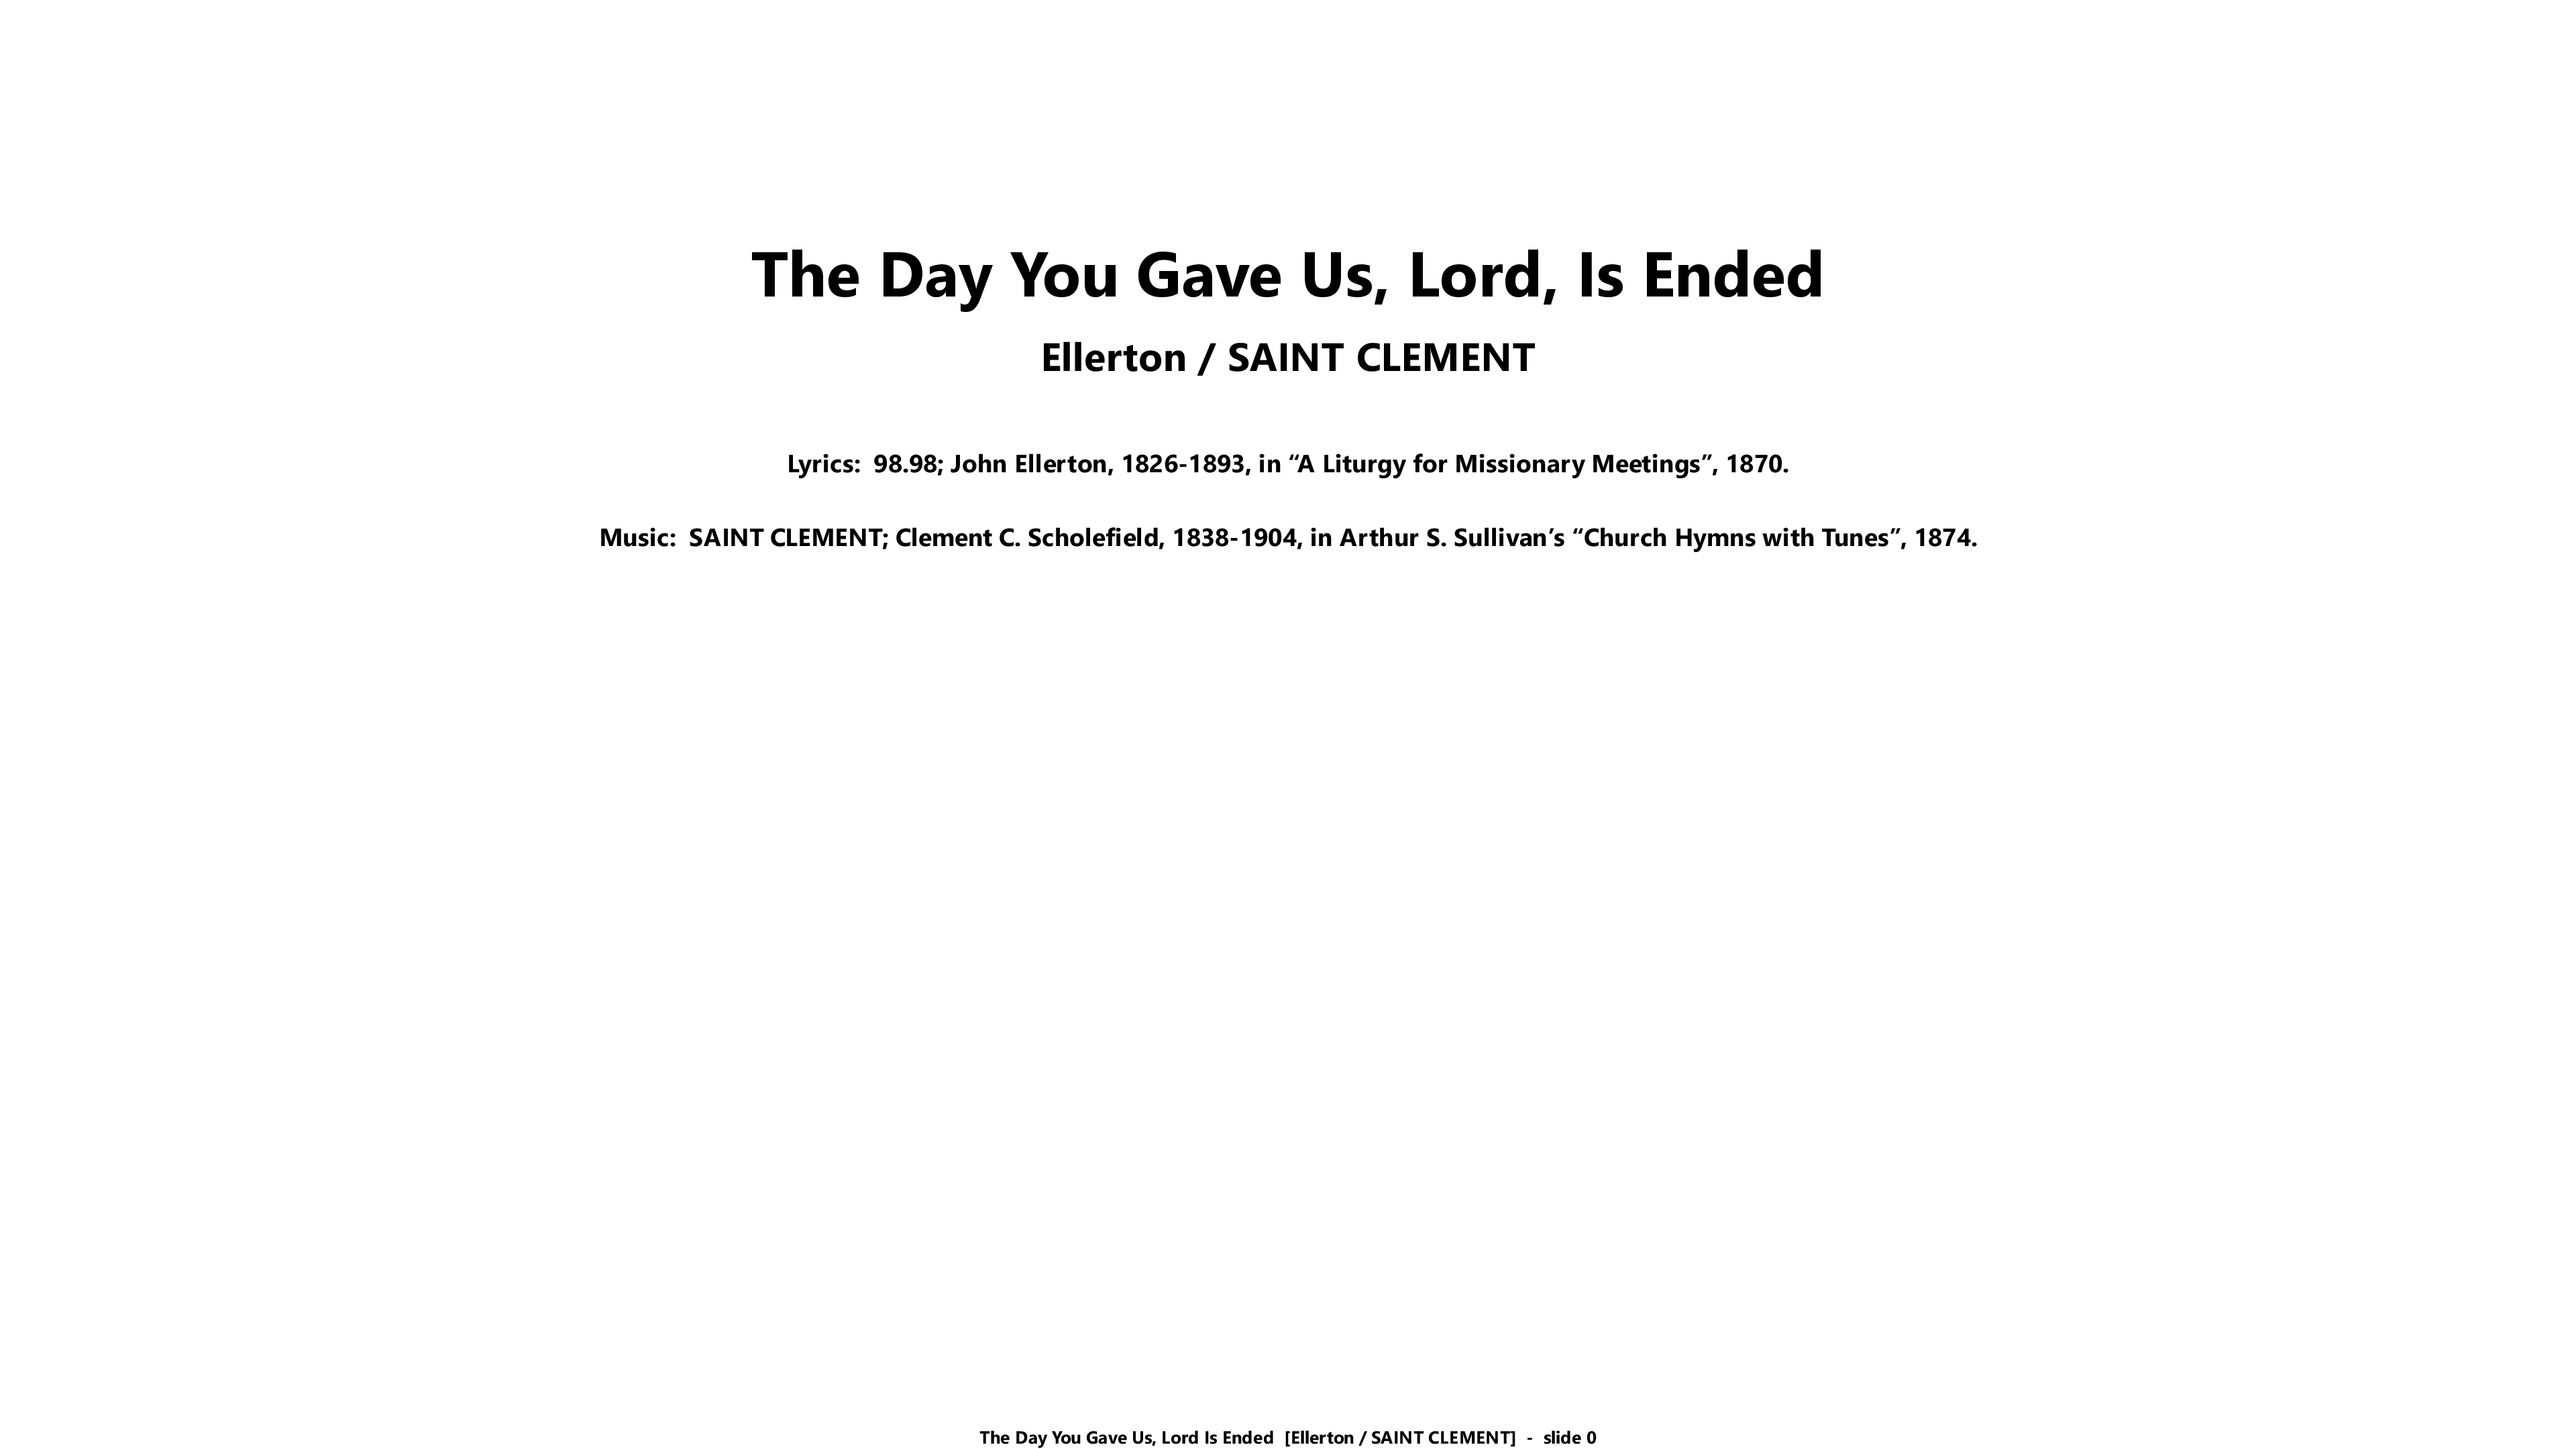 The Day You Gave Us, Lord, Is Ended
Ellerton / SAINT CLEMENT
Lyrics:  98.98; John Ellerton, 1826-1893, in “A Liturgy for Missionary Meetings”, 1870.
Music:  SAINT CLEMENT; Clement C. Scholefield, 1838-1904, in Arthur S. Sullivan’s “Church Hymns with Tunes”, 1874.
The Day You Gave Us, Lord Is Ended  [Ellerton / SAINT CLEMENT]  -  slide 0